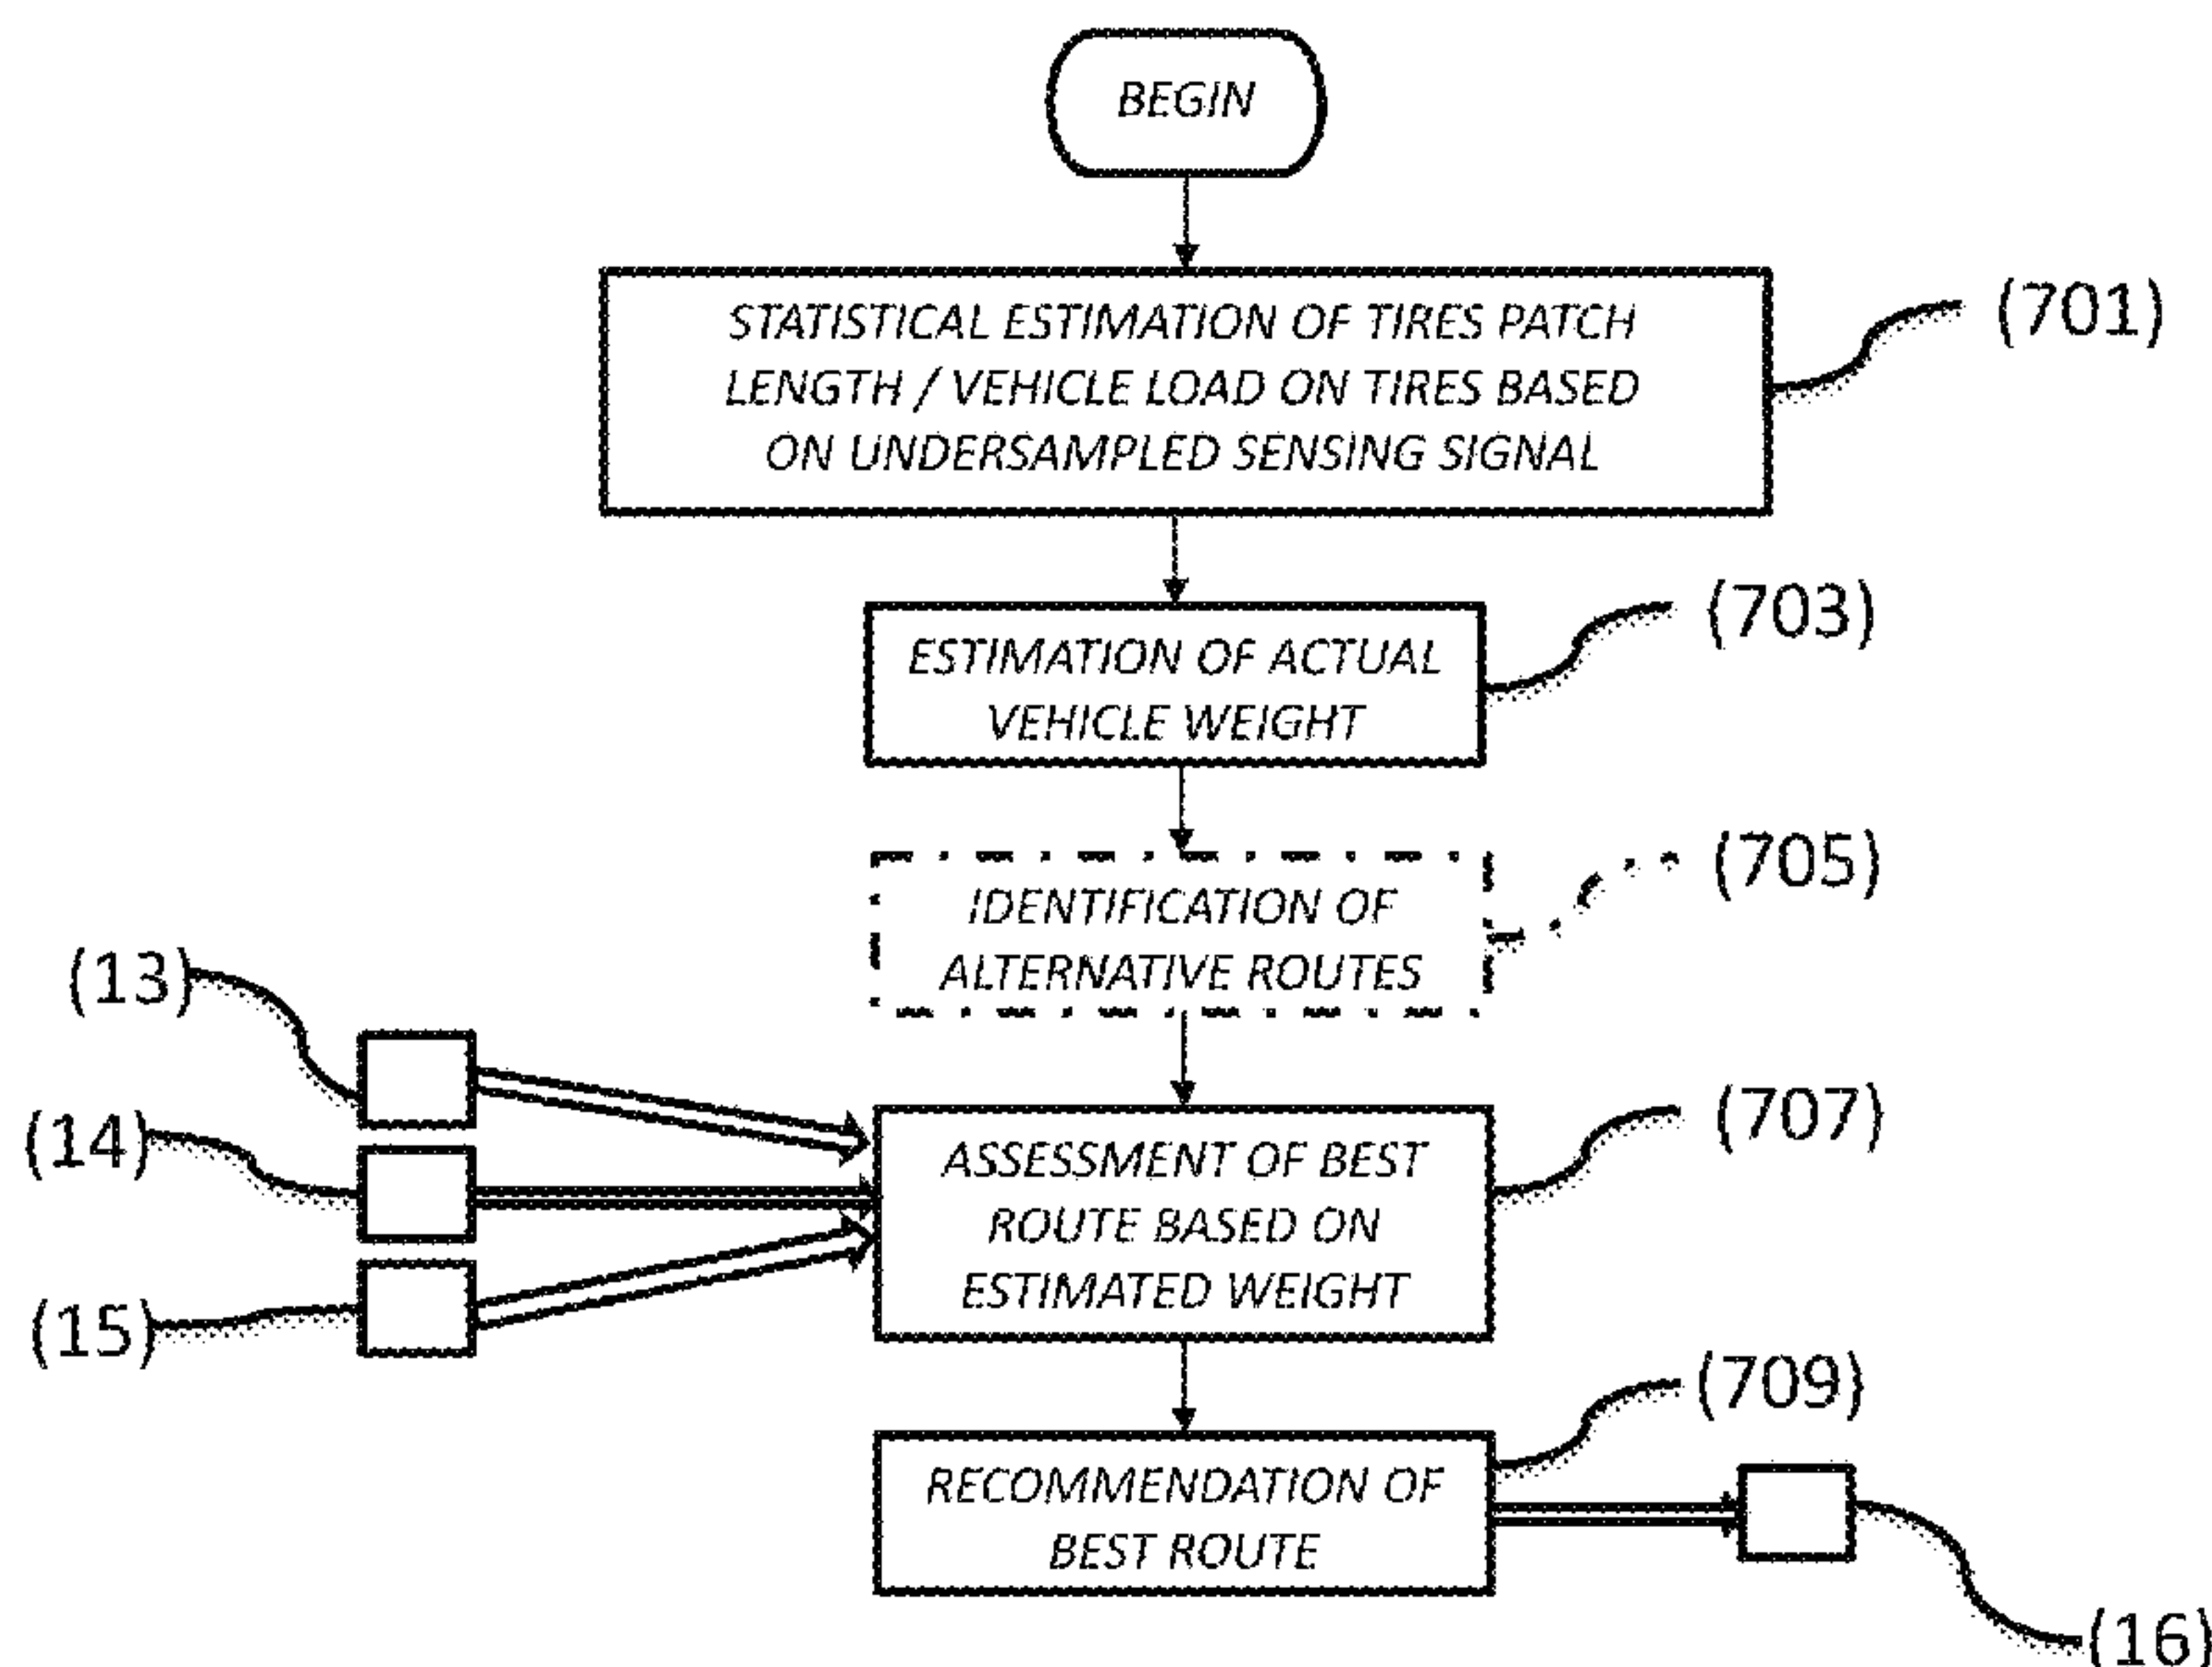 BEGIN
STATISTICAL ESTIMATION OF TIRES PATCH
LENGTH / VEHICLE LOAD ON TIRES BASED
ON UNDERSAMPLED SENSING SIGNAL
(701)
ESTIMATION OF ACTUAL
VEHICLE WEIGHT
(703)
IDENTIFICATION OF
ALTERNATIVE ROUTES
(705)
(13)
(14)
(15)
ASSESSMENT OF BEST
ROUTE BASED ON
ESTIMATED WEIGHT
(707)
RECOMMENDATION OF
BEST ROUTE
(709)
(16)